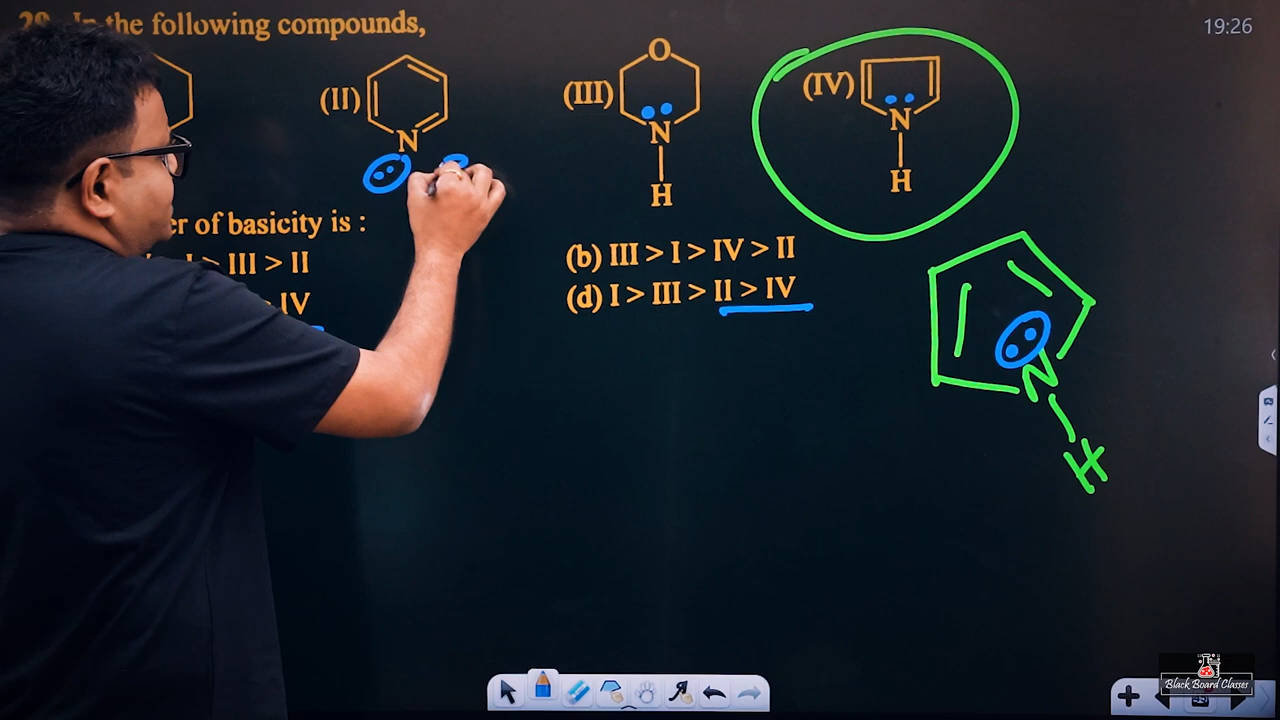 29. In the following compounds,
19:26
(II)
N
(III)
O
N
H
(IV)
N
H
of basicity is :
I > III > II
(b) III > I > IV > II
> IV
(d) I > III > II > IV
N
H
Black Board Classes